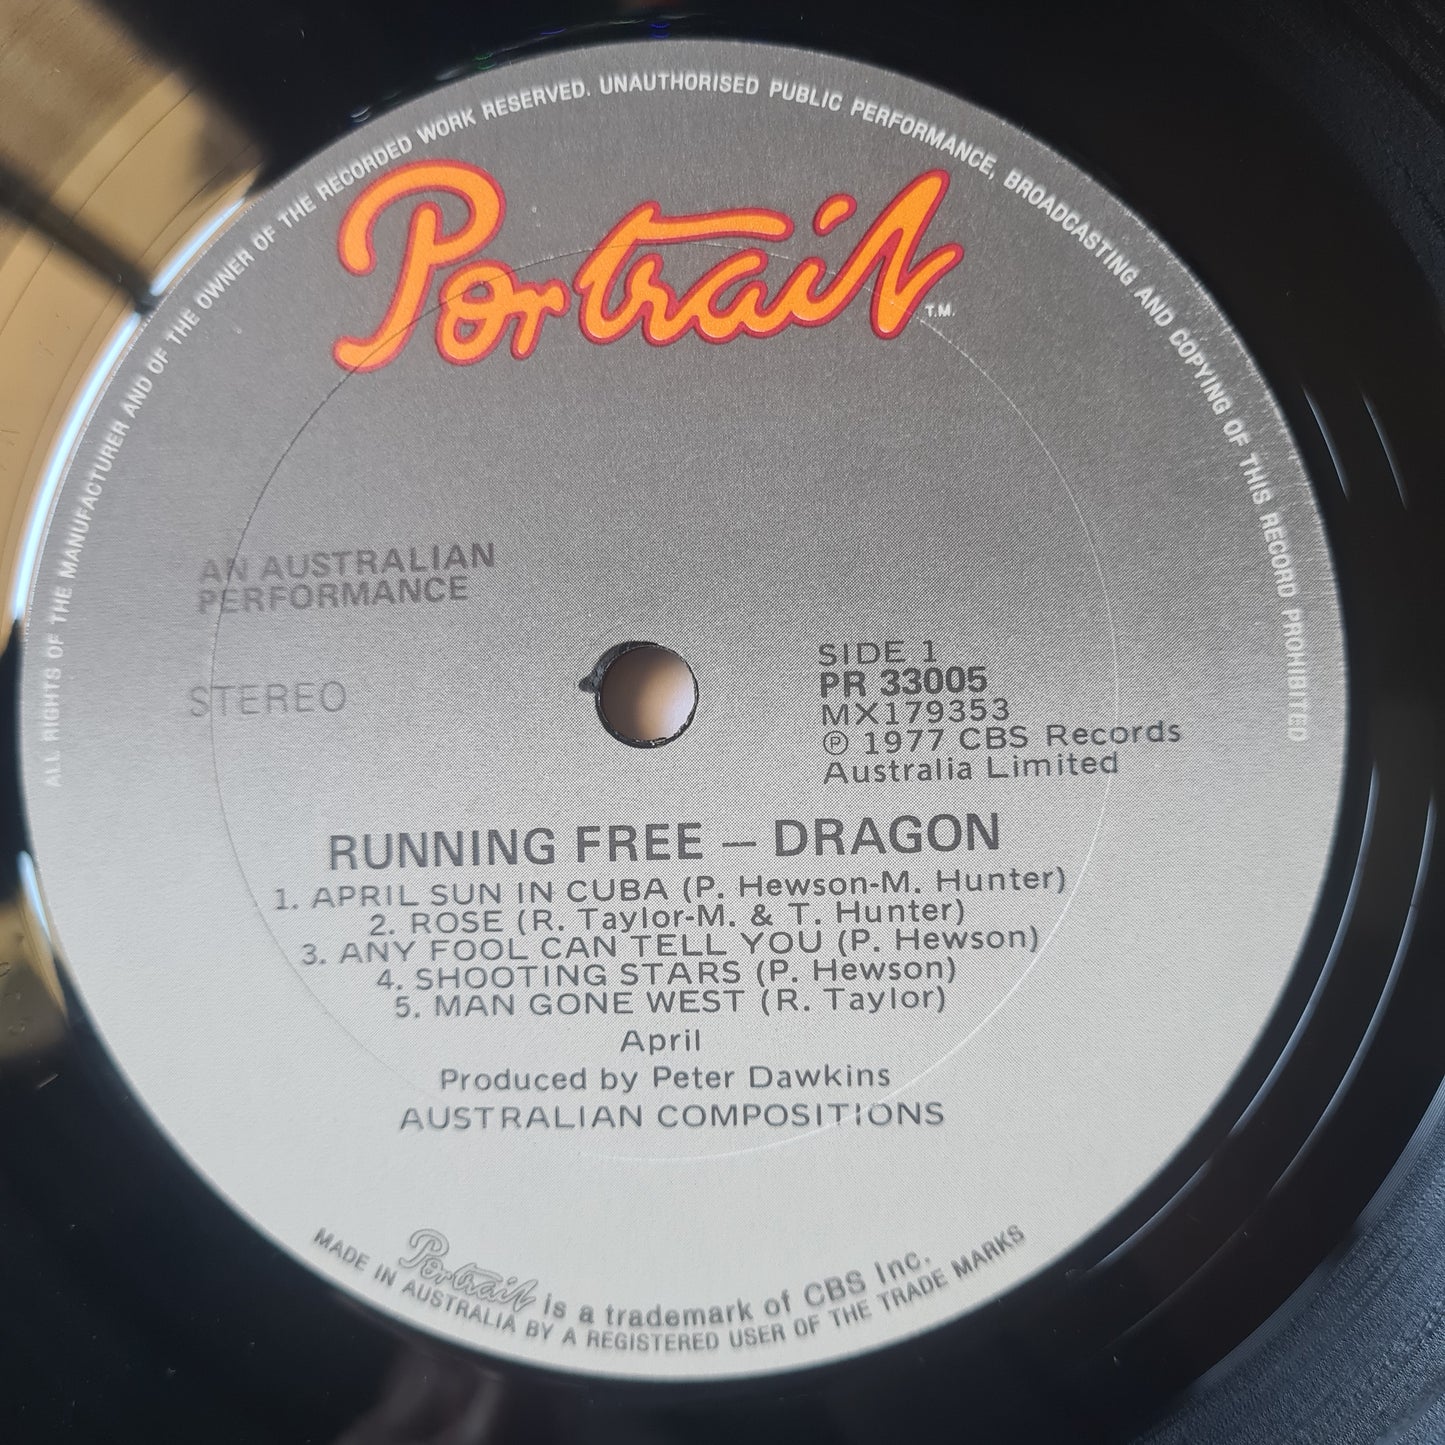 ALL RIGHTS OF THE MANUFACTURER AND OF THE OWNER OF THE RECORDED WORK RESERVED. UNAUTHORISED PUBLIC PERFORMANCE, BROADCASTING AND COPYING OF THIS RECORD PROHIBITED
Portrait T.M.
AN AUSTRALIAN
PERFORMANCE
STEREO
SIDE 1
PR 33005
MX179353
℗ 1977 CBS Records
Australia Limited
RUNNING FREE — DRAGON
1. APRIL SUN IN CUBA (P. Hewson-M. Hunter)
2. ROSE (R. Taylor-M. & T. Hunter)
3. ANY FOOL CAN TELL YOU (P. Hewson)
4. SHOOTING STARS (P. Hewson)
5. MAN GONE WEST (R. Taylor)
April
Produced by Peter Dawkins
AUSTRALIAN COMPOSITIONS
Portrait is a trademark of CBS Inc.
MADE IN AUSTRALIA BY A REGISTERED USER OF THE TRADE MARKS